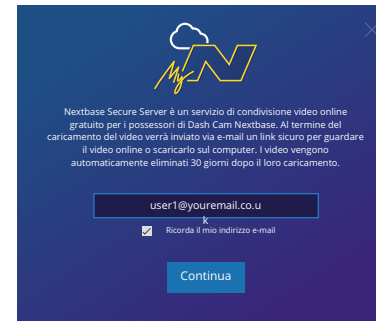 My N
Nextbase Secure Server è un servizio di condivisione video online
gratuito per i possessori di Dash Cam Nextbase. Al termine del
caricamento del video verrà inviato via e-mail un link sicuro per guardare
il video online o scaricarlo sul computer. I video vengono
automaticamente eliminati 30 giorni dopo il loro caricamento.
user1@youremail.co.u
k
Ricorda il mio indirizzo e-mail
Continua